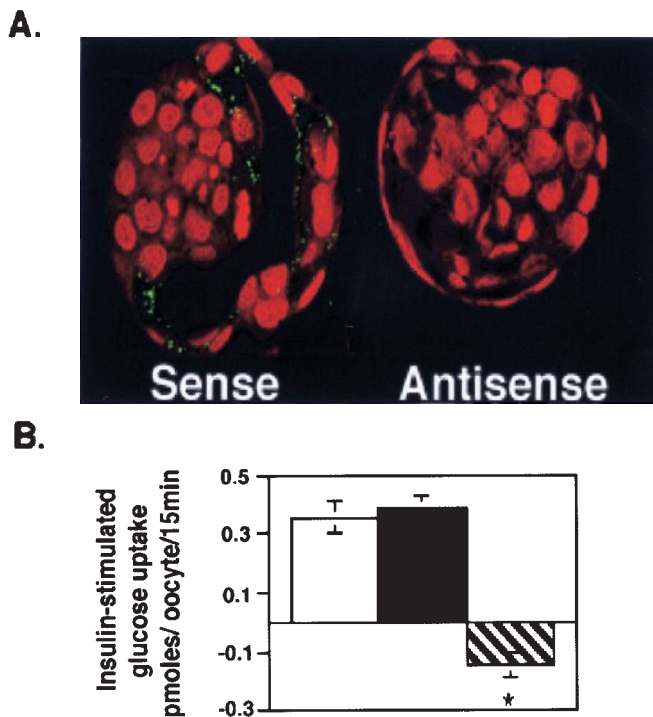 A.
Sense
Antisense
B.
Insulin-stimulated
glucose uptake
pmoles/ oocyte/15min
0.5
0.3
0.1
-0.1
-0.3
*